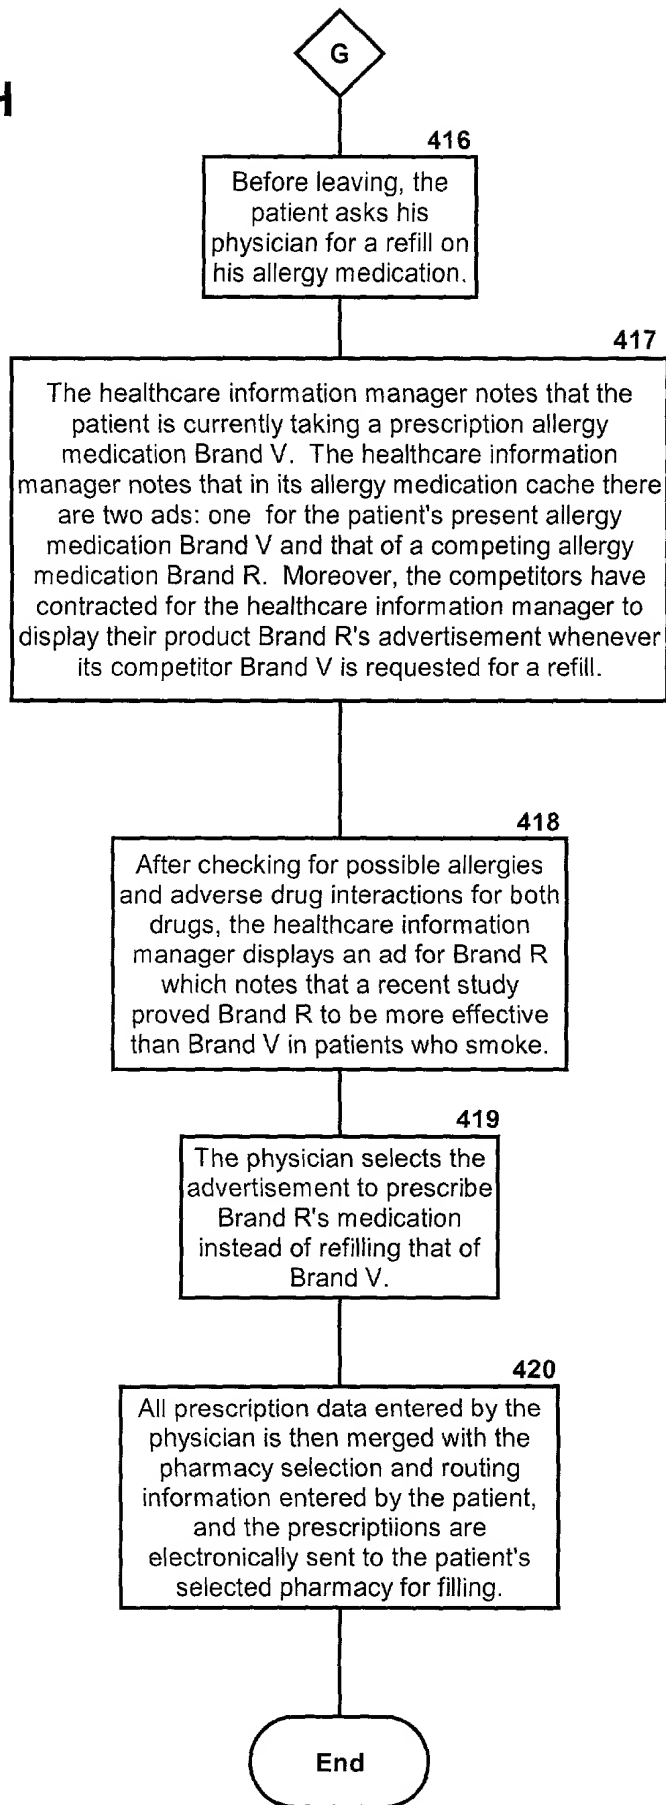 H
G
416
Before leaving, the
patient asks his
physician for a refill on
his allergy medication.
417
The healthcare information manager notes that the
patient is currently taking a prescription allergy
medication Brand V. The healthcare information
manager notes that in its allergy medication cache there
are two ads: one for the patient's present allergy
medication Brand V and that of a competing allergy
medication Brand R. Moreover, the competitors have
contracted for the healthcare information manager to
display their product Brand R's advertisement whenever
its competitor Brand V is requested for a refill.
418
After checking for possible allergies
and adverse drug interactions for both
drugs, the healthcare information
manager displays an ad for Brand R
which notes that a recent study
proved Brand R to be more effective
than Brand V in patients who smoke.
419
The physician selects the
advertisement to prescribe
Brand R's medication
instead of refilling that of
Brand V.
420
All prescription data entered by the
physician is then merged with the
pharmacy selection and routing
information entered by the patient,
and the prescriptiions are
electronically sent to the patient's
selected pharmacy for filling.
End